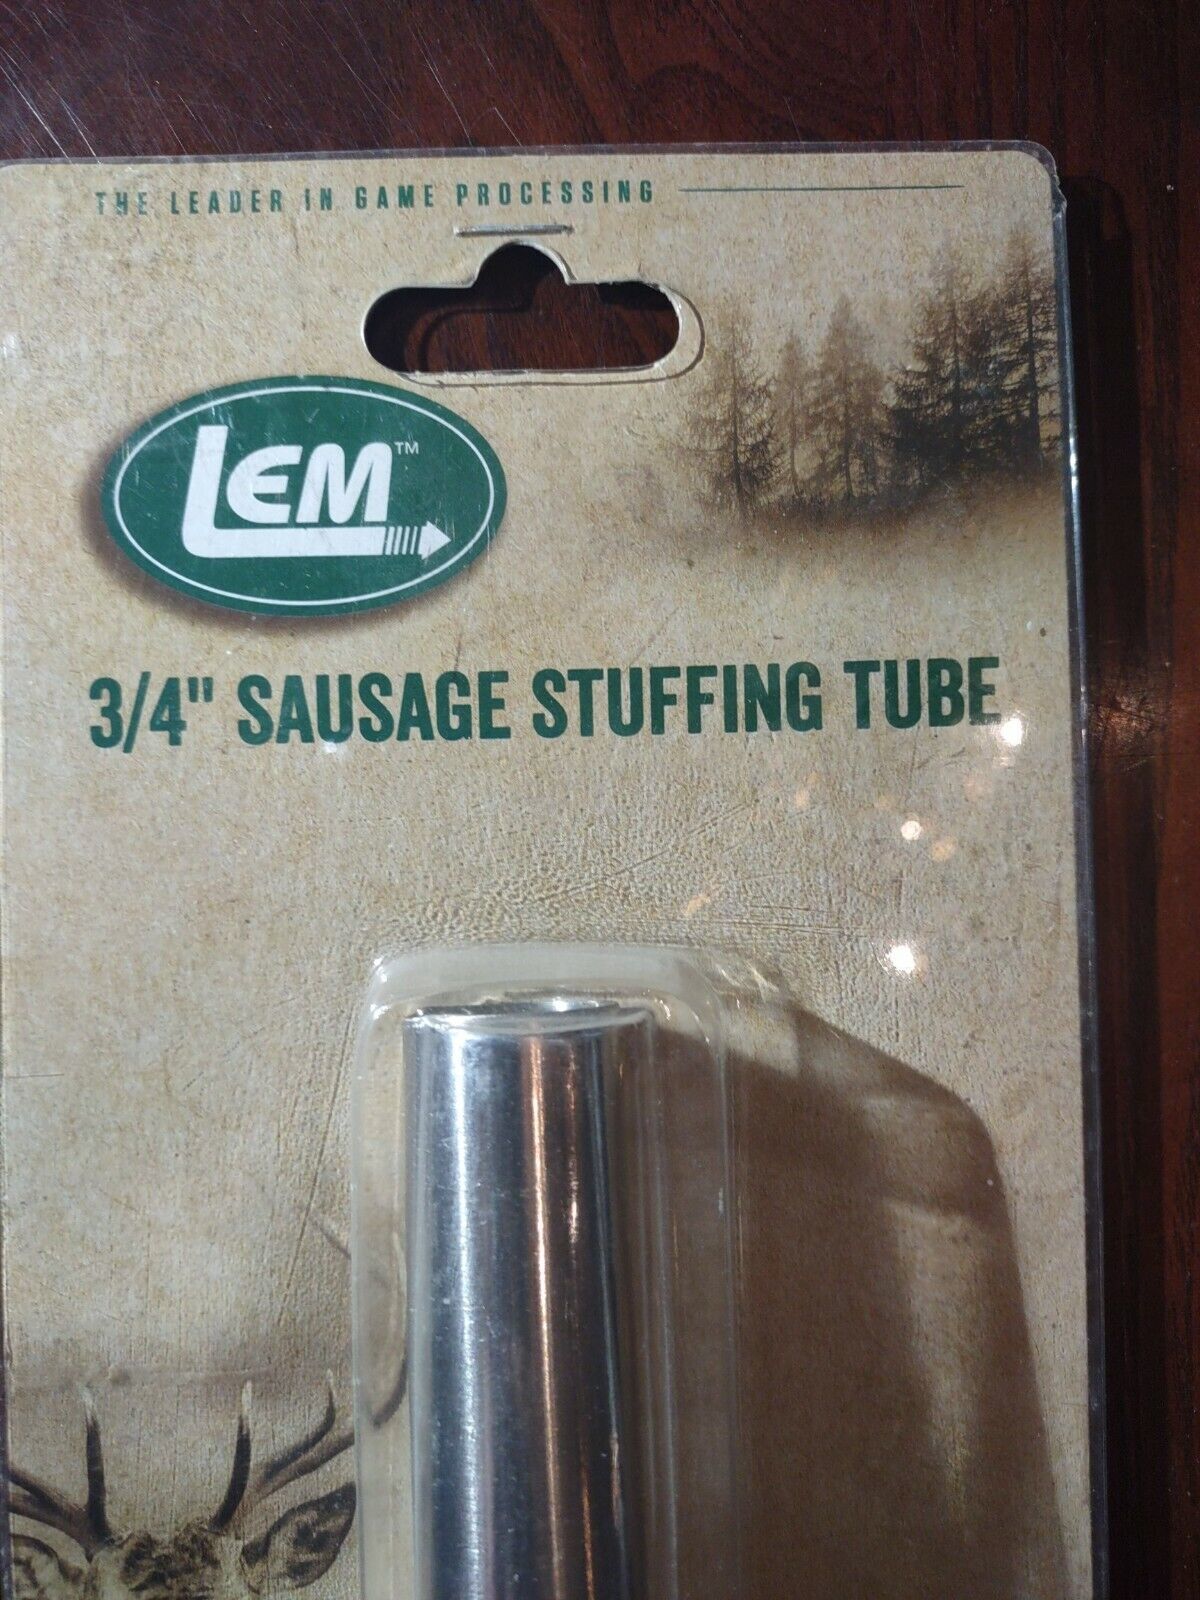 THE LEADER IN GAME PROCESSING
LEM™
3/4" SAUSAGE STUFFING TUBE